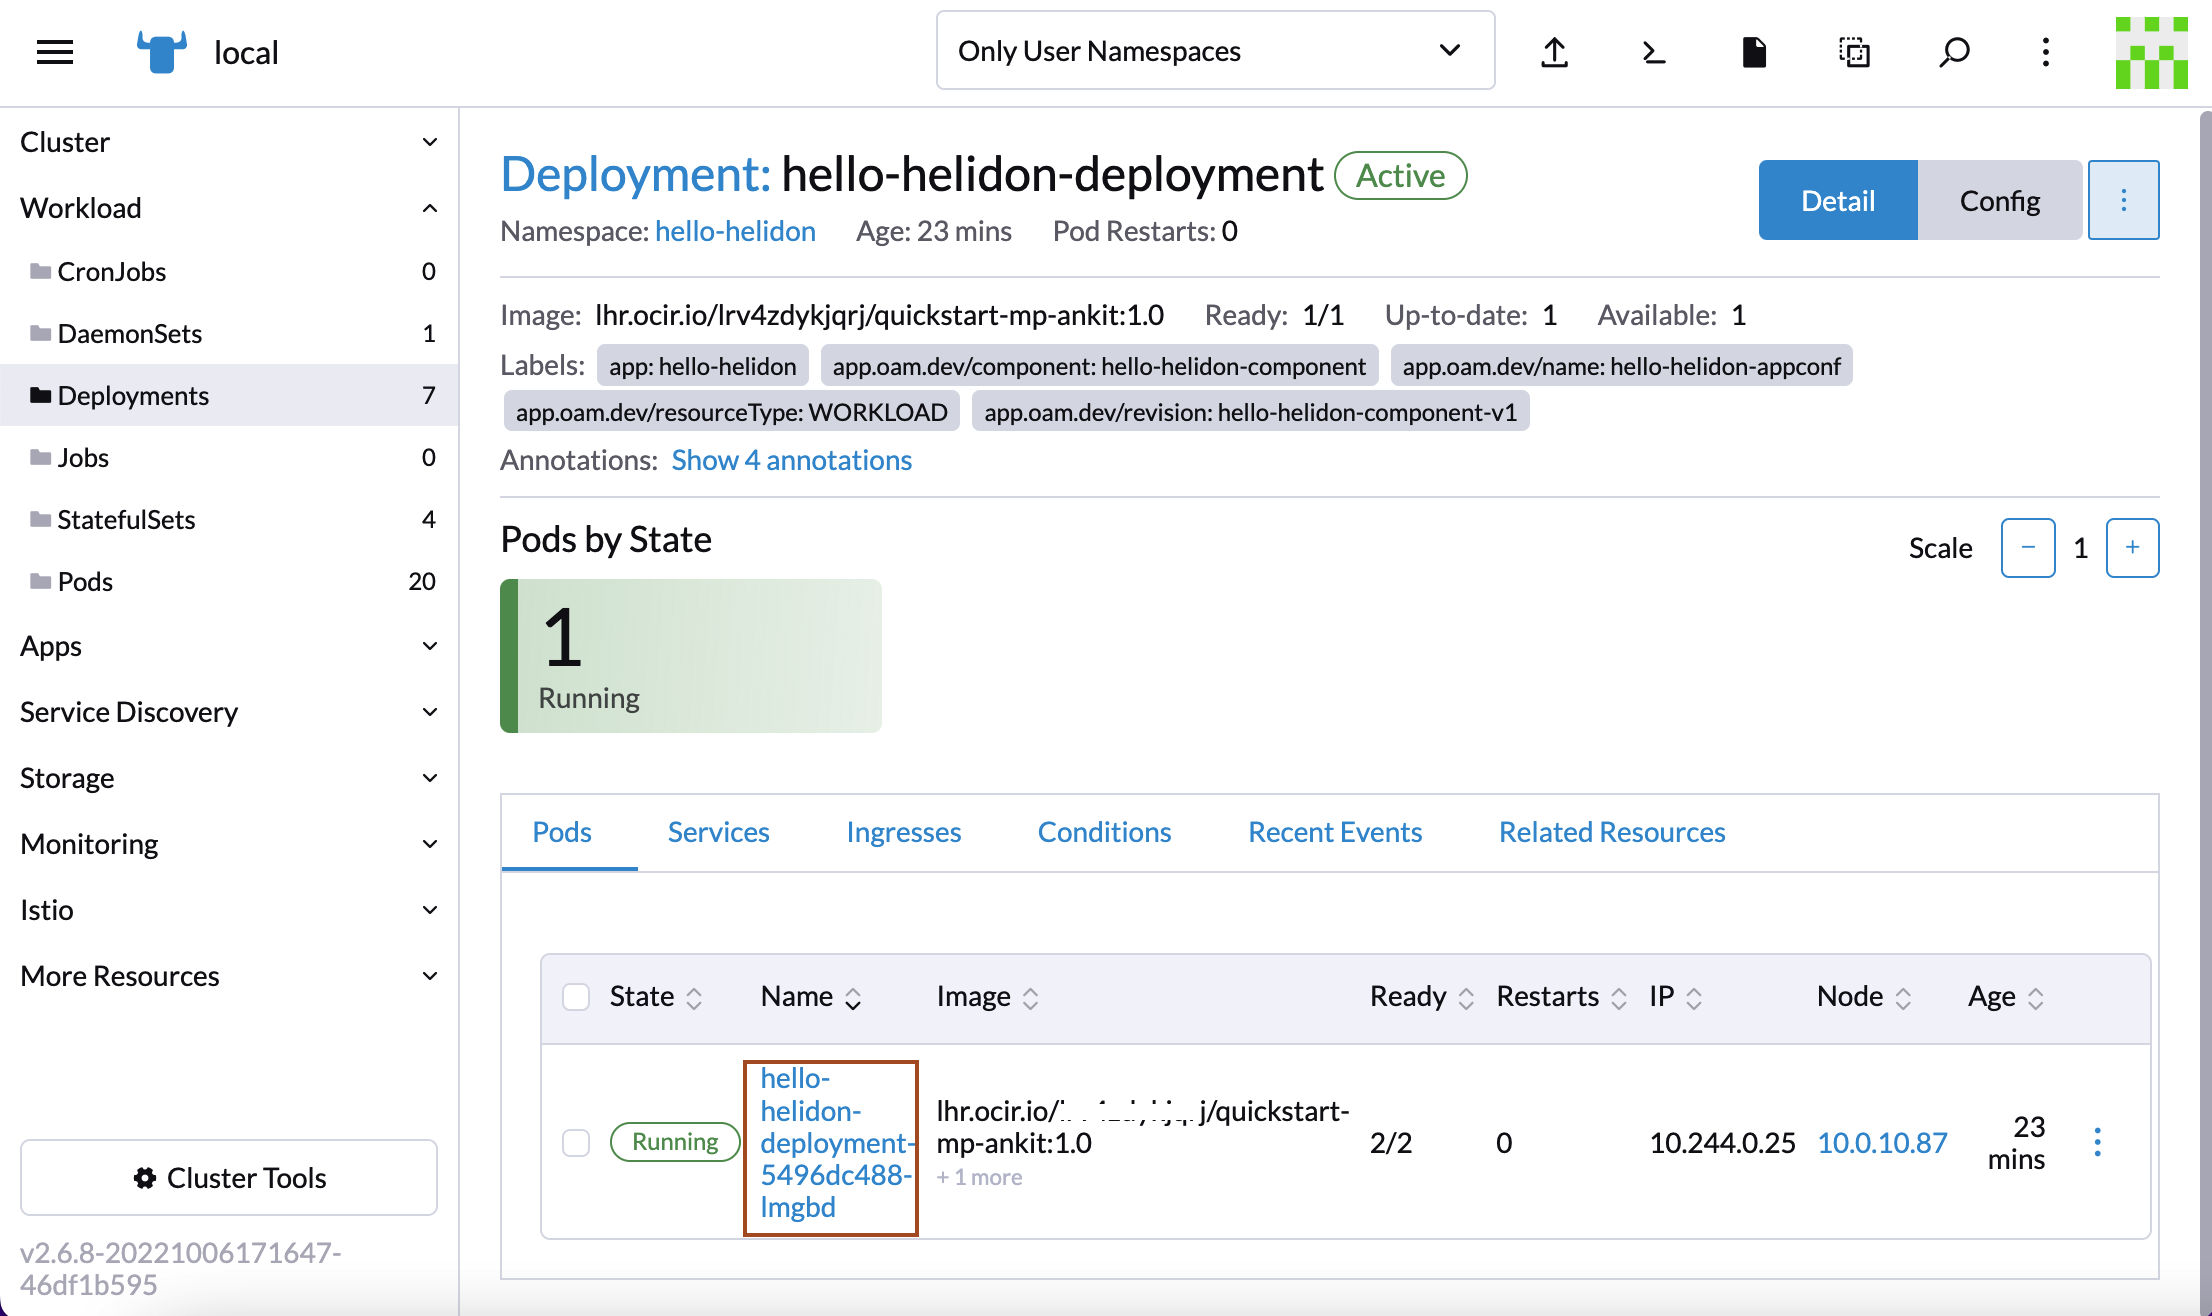 local
Only User Namespaces
Cluster
Workload
CronJobs 0
DaemonSets 1
Deployments 7
Jobs 0
StatefulSets 4
Pods 20
Apps
Service Discovery
Storage
Monitoring
Istio
More Resources
Cluster Tools
v2.6.8-20221006171647-
46df1b595
Deployment: hello-helidon-deployment Active
Namespace: hello-helidon Age: 23 mins Pod Restarts: 0
Detail Config
Image: lhr.ocir.io/lrv4zdykjqrj/quickstart-mp-ankit:1.0 Ready: 1/1 Up-to-date: 1 Available: 1
Labels: app: hello-helidon app.oam.dev/component: hello-helidon-component app.oam.dev/name: hello-helidon-appconf
app.oam.dev/resourceType: WORKLOAD app.oam.dev/revision: hello-helidon-component-v1
Annotations: Show 4 annotations
Pods by State
Scale − 1 +
1
Running
Pods Services Ingresses Conditions Recent Events Related Resources
State Name Image Ready Restarts IP Node Age
Running
hello-
helidon-
deployment-
5496dc488-
lmgbd
lhr.ocir.io/ j/quickstart-
mp-ankit:1.0
+ 1 more
2/2
0
10.244.0.25
10.0.10.87
23
mins